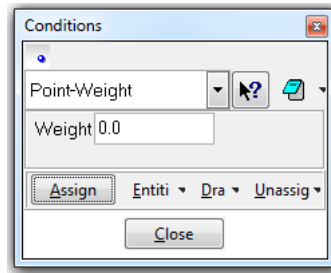 Conditions
Point-Weight
Weight 0.0
Assign Entiti Dra Unassig
Close